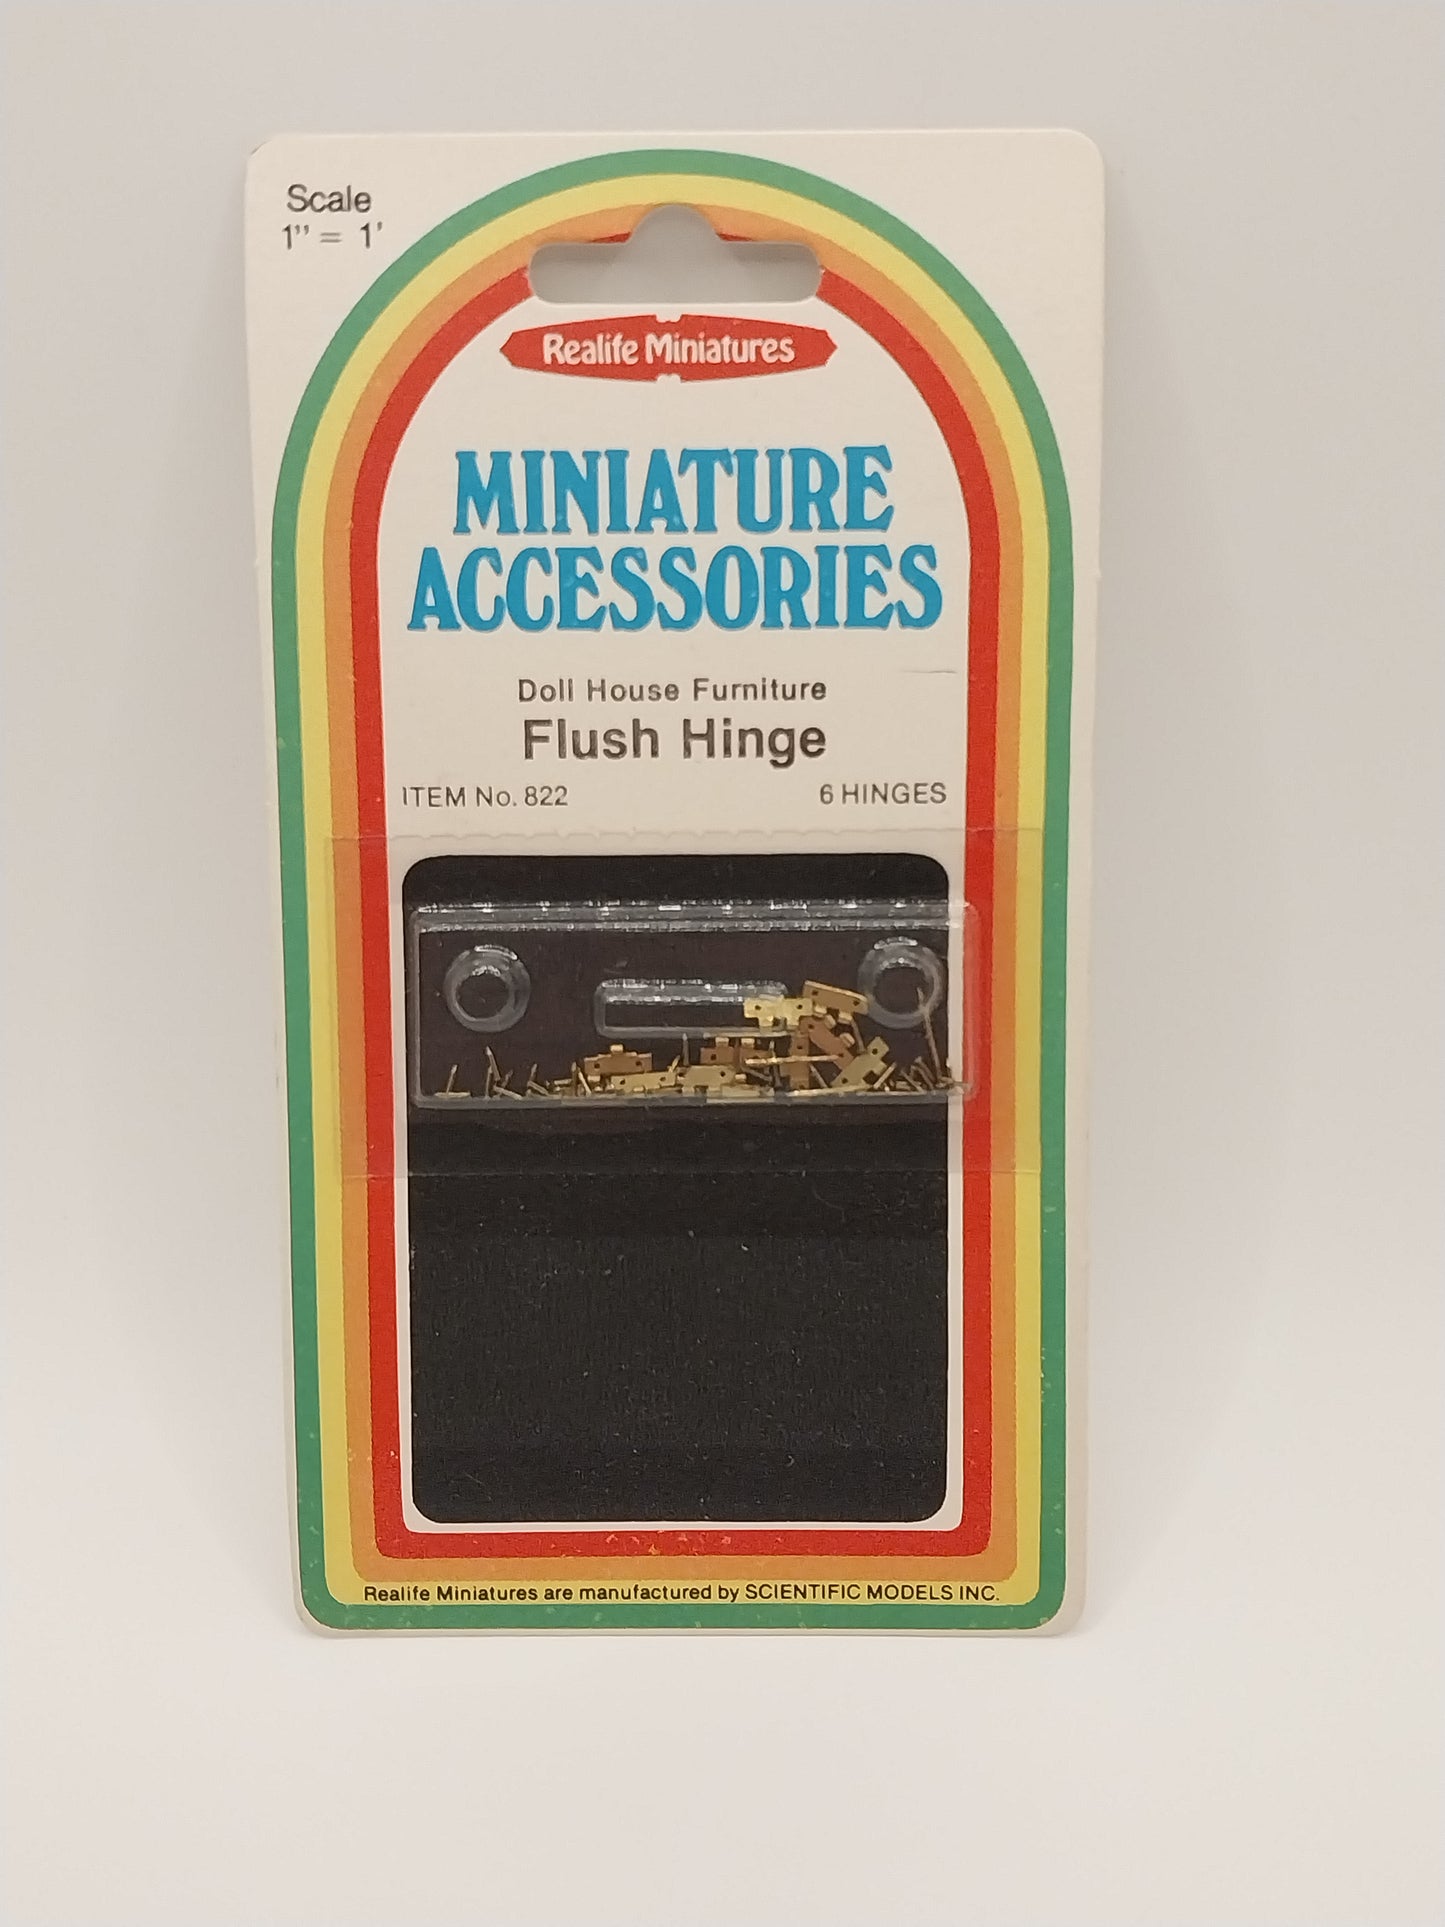 Scale
1" = 1'
Realife Miniatures
MINIATURE
ACCESSORIES
Doll House Furniture
Flush Hinge
ITEM No. 822 6 HINGES
Realife Miniatures are manufactured by SCIENTIFIC MODELS INC.